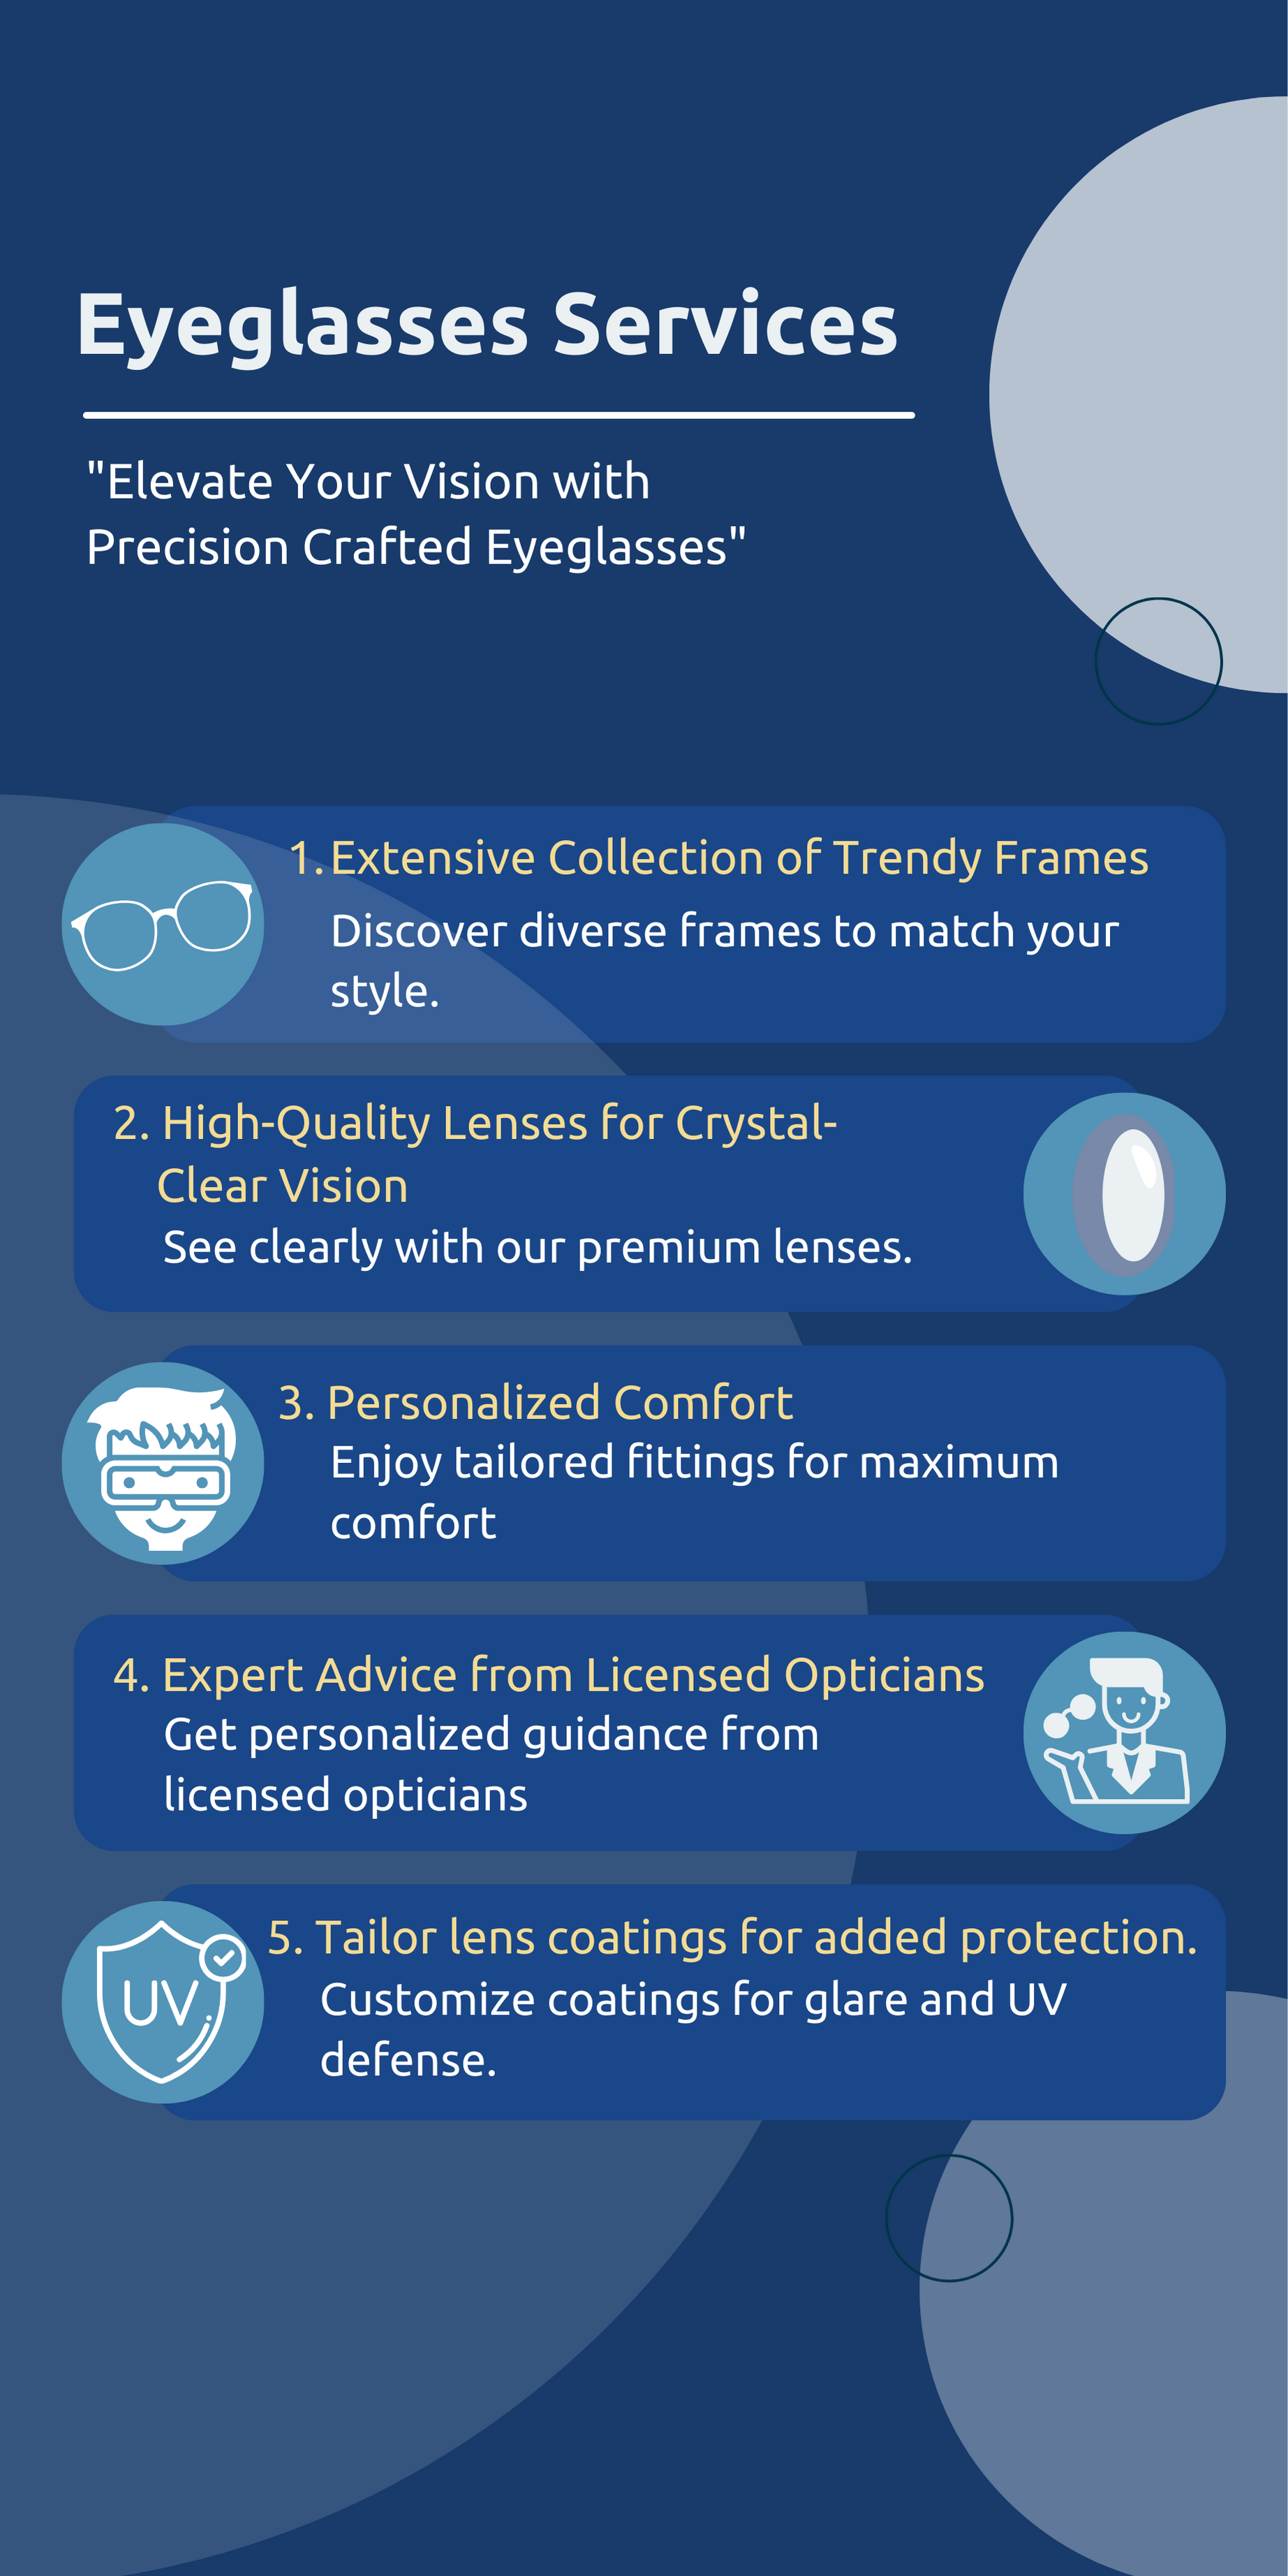 Eyeglasses Services
"Elevate Your Vision with
Precision Crafted Eyeglasses"
1. Extensive Collection of Trendy Frames
Discover diverse frames to match your
style.
2. High-Quality Lenses for Crystal-
Clear Vision
See clearly with our premium lenses.
3. Personalized Comfort
Enjoy tailored fittings for maximum
comfort
4. Expert Advice from Licensed Opticians
Get personalized guidance from
licensed opticians
UV
5. Tailor lens coatings for added protection.
Customize coatings for glare and UV
defense.